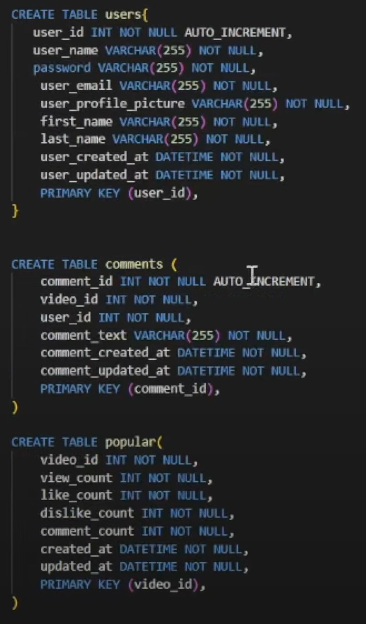 CREATE TABLE users{
user_id INT NOT NULL AUTO_INCREMENT,
user_name VARCHAR(255) NOT NULL,
password VARCHAR(255) NOT NULL,
user_email VARCHAR(255) NOT NULL,
user_profile_picture VARCHAR(255) NOT NULL,
first_name VARCHAR(255) NOT NULL,
last_name VARCHAR(255) NOT NULL,
user_created_at DATETIME NOT NULL,
user_updated_at DATETIME NOT NULL,
PRIMARY KEY (user_id),
}
CREATE TABLE comments (
comment_id INT NOT NULL AUTO_INCREMENT,
video_id INT NOT NULL,
user_id INT NOT NULL,
comment_text VARCHAR(255) NOT NULL,
comment_created_at DATETIME NOT NULL,
comment_updated_at DATETIME NOT NULL,
PRIMARY KEY (comment_id),
)
CREATE TABLE popular(
video_id INT NOT NULL,
view_count INT NOT NULL,
like_count INT NOT NULL,
dislike_count INT NOT NULL,
comment_count INT NOT NULL,
created_at DATETIME NOT NULL,
updated_at DATETIME NOT NULL,
PRIMARY KEY (video_id),
)